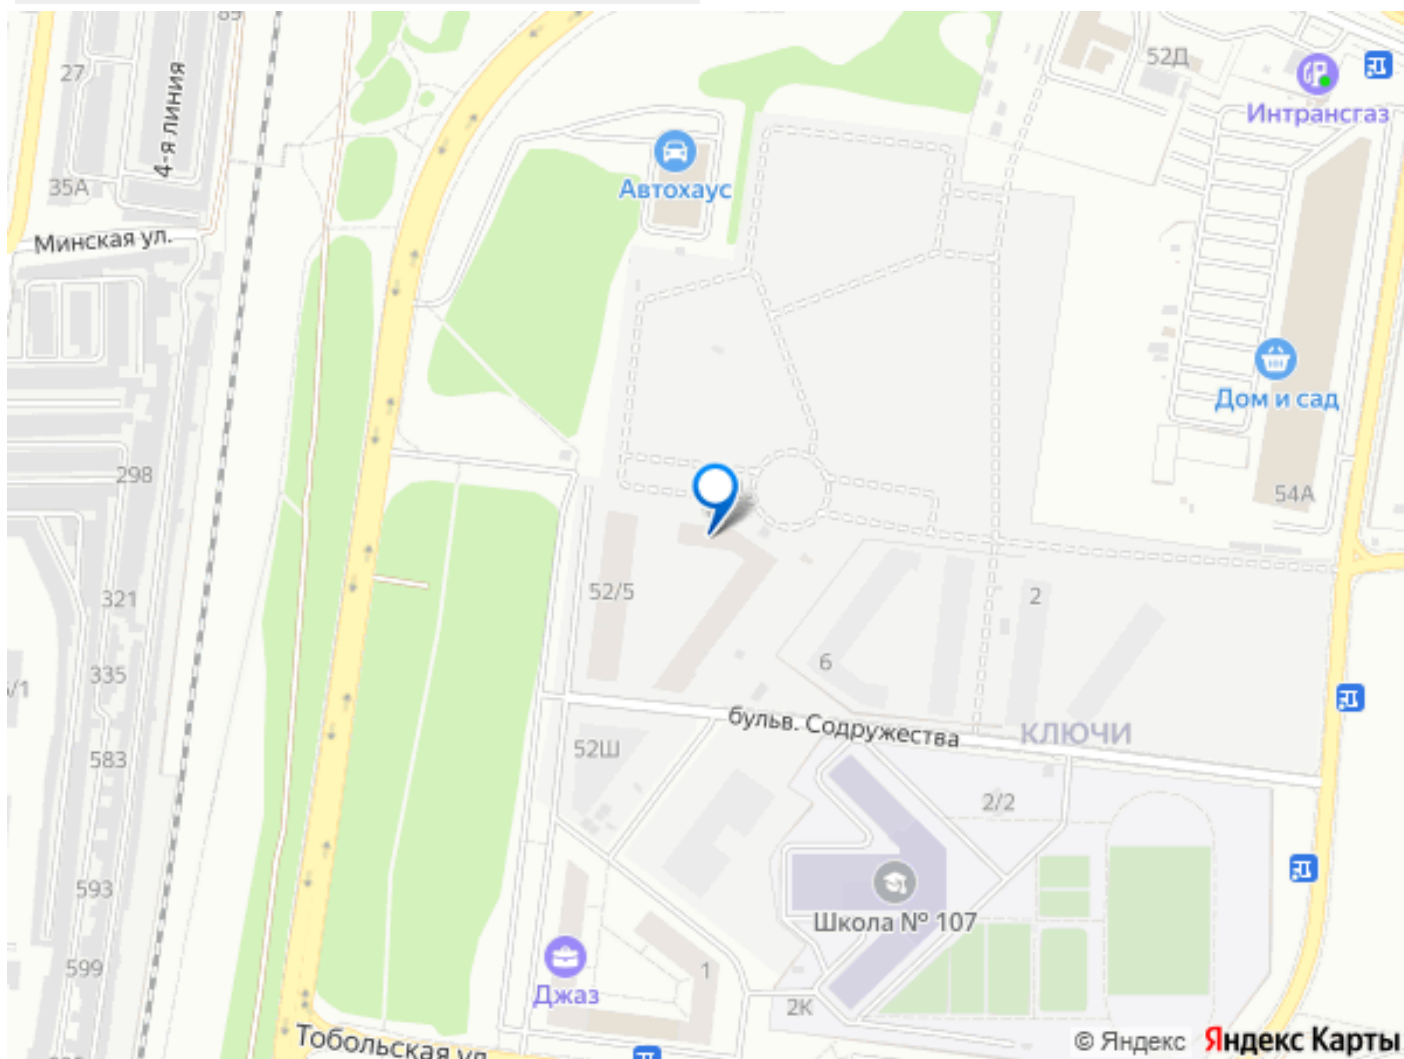 27
4-я линия
52Д
Интрансгаз
35А
Автохаус
Минская ул.
Дом и сад
298
54А
321
52/5
2
6
335
бульв. Содружества
КЛЮЧИ
52Ш
583
2/2
593
Школа № 107
599
1
Джаз
2К
Тобольская ул.
© Яндекс Яндекс Карты